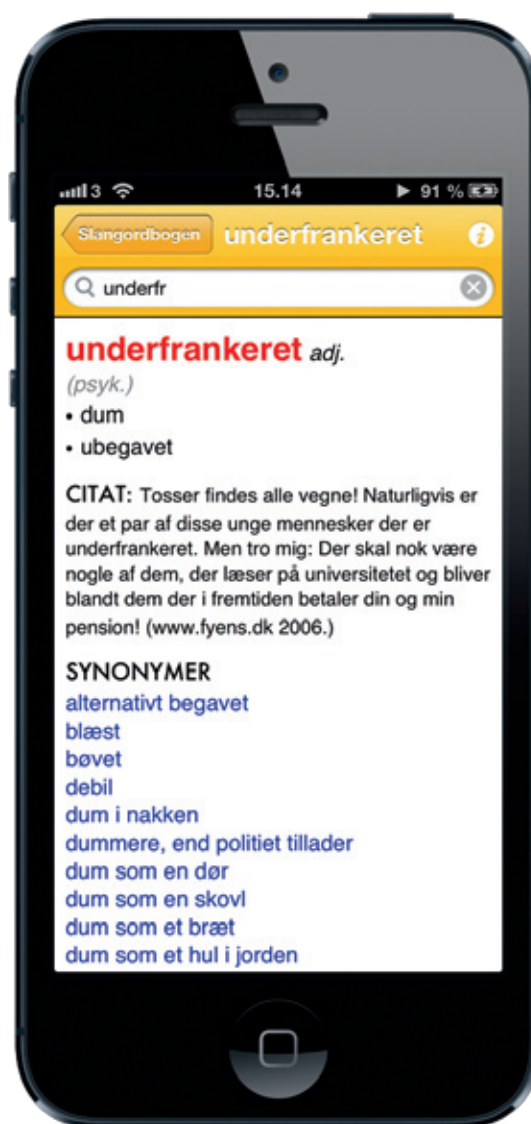 3 15.14 91 %
Slangordbogen underfrankeret i
underfr
underfrankeret adj.
(psyk.)
• dum
• ubegavet
CITAT: Tosser findes alle vegne! Naturligvis er
der et par af disse unge mennesker der er
underfrankeret. Men tro mig: Der skal nok være
nogle af dem, der læser på universitetet og bliver
blandt dem der i fremtiden betaler din og min
pension! (www.fyens.dk 2006.)
SYNONYMER
alternativt begavet
blæst
bøvet
debil
dum i nakken
dummere, end politiet tillader
dum som en dør
dum som en skovl
dum som et bræt
dum som et hul i jorden